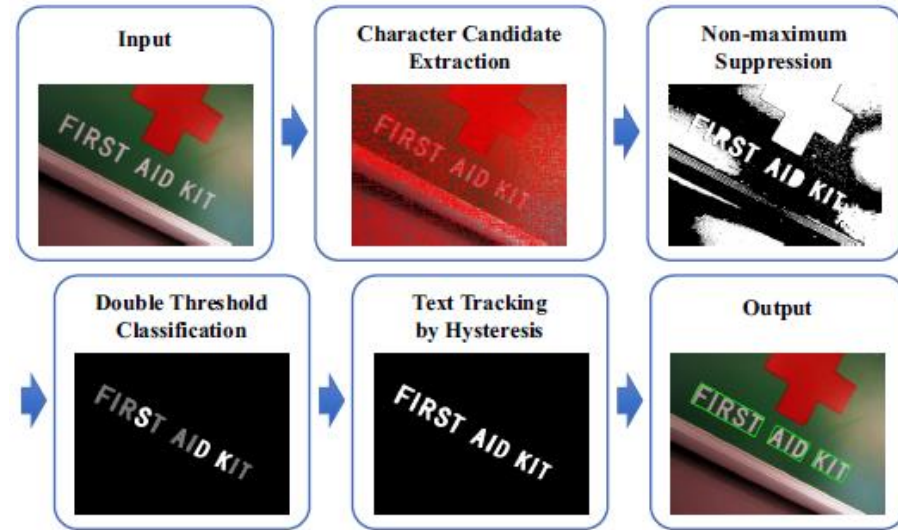 Input
Character Candidate
Extraction
Non-maximum
Suppression
FIRST AID KIT
FIRST AID KIT
FIRST AID KIT
Double Threshold
Classification
Text Tracking
by Hysteresis
Output
FIRST AID KIT
FIRST AID KIT
FIRST AID KIT